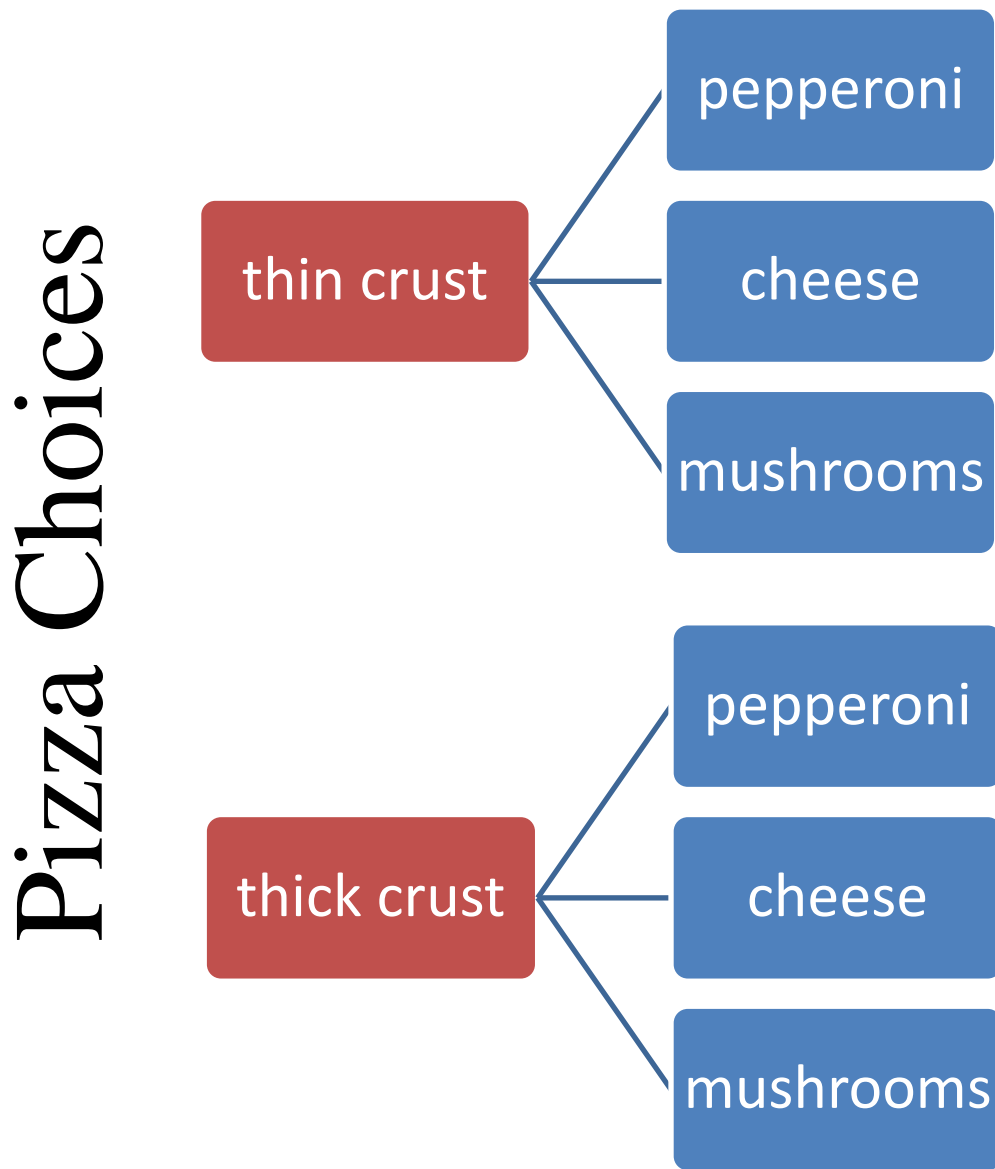 Pizza Choices
thin crust
pepperoni
cheese
mushrooms
thick crust
pepperoni
cheese
mushrooms